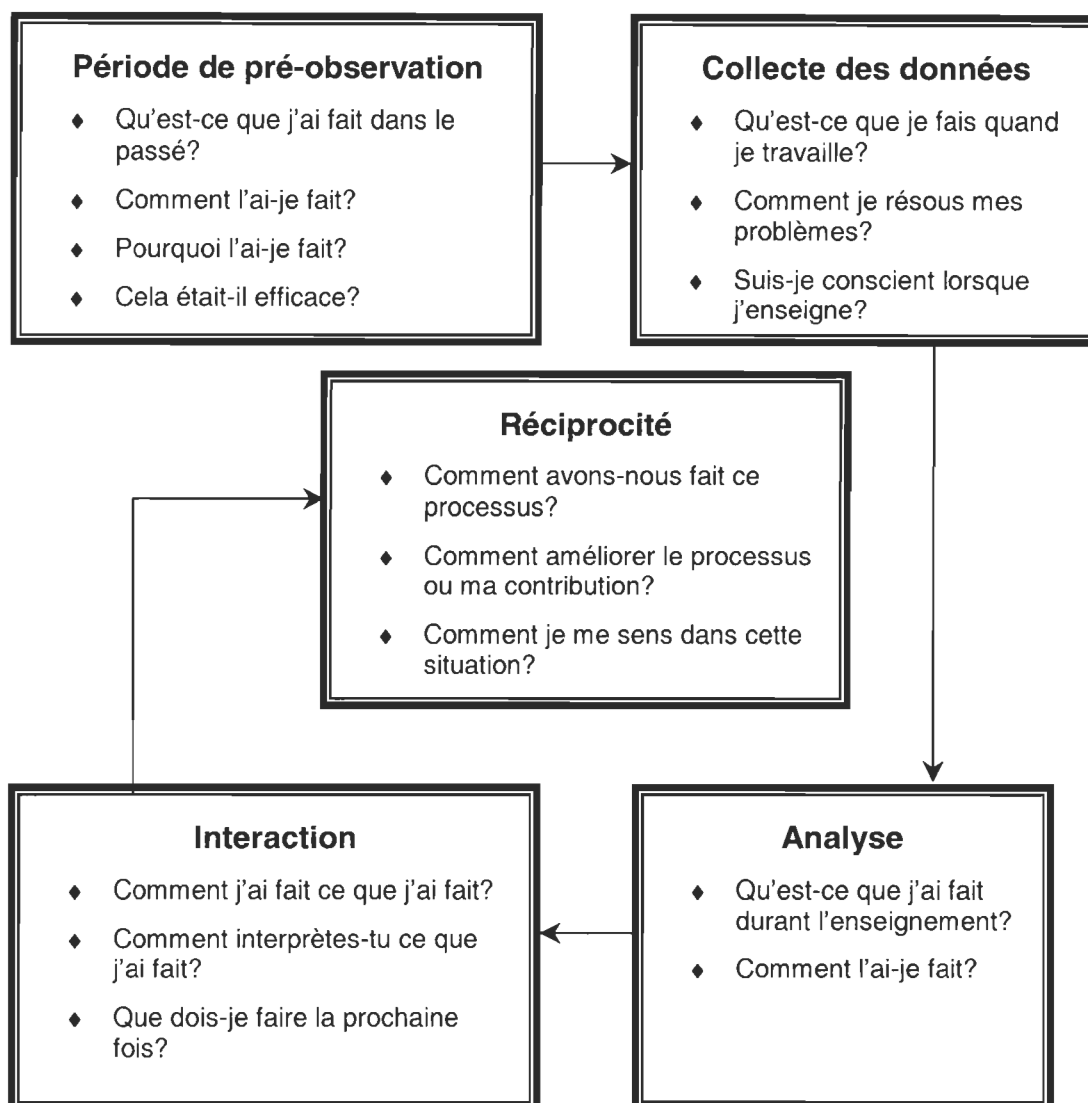 Période de pré-observation
♦ Qu'est-ce que j'ai fait dans le
passé?
♦ Comment l'ai-je fait?
♦ Pourquoi l'ai-je fait?
♦ Cela était-il efficace?
Collecte des données
♦ Qu'est-ce que je fais quand
je travaille?
♦ Comment je résous mes
problèmes?
♦ Suis-je conscient lorsque
j'enseigne?
Réciprocité
♦ Comment avons-nous fait ce
processus?
♦ Comment améliorer le processus
ou ma contribution?
♦ Comment je me sens dans cette
situation?
Interaction
♦ Comment j'ai fait ce que j'ai fait?
♦ Comment interprètes-tu ce que
j'ai fait?
♦ Que dois-je faire la prochaine
fois?
Analyse
♦ Qu'est-ce que j'ai fait
durant l'enseignement?
♦ Comment l'ai-je fait?